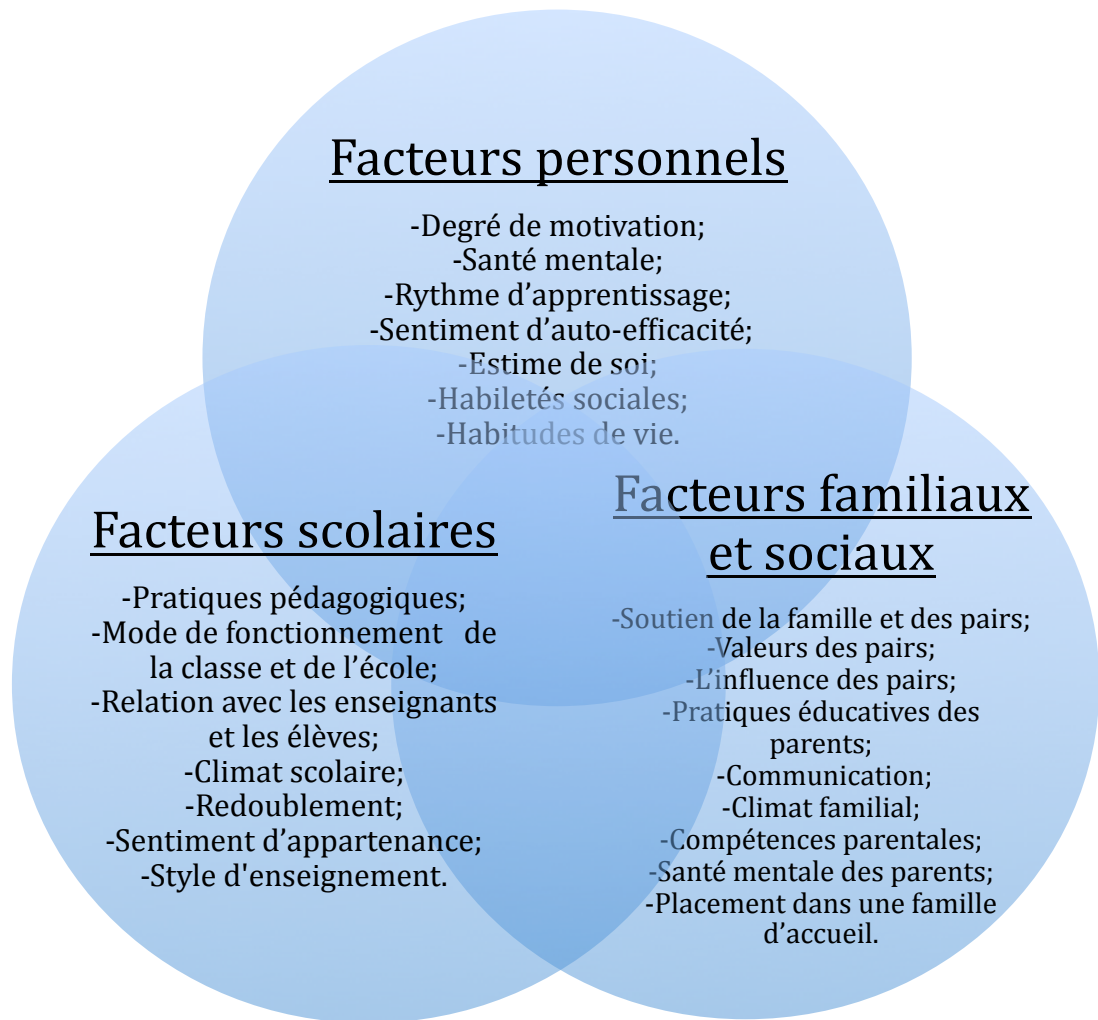 Facteurs personnels
-Degré de motivation;
-Santé mentale;
-Rythme d’apprentissage;
-Sentiment d’auto-efficacité;
-Estime de soi;
-Habiletés sociales;
-Habitudes de vie.
Facteurs scolaires
-Pratiques pédagogiques;
-Mode de fonctionnement de
la classe et de l’école;
-Relation avec les enseignants
et les élèves;
-Climat scolaire;
-Redoublement;
-Sentiment d’appartenance;
-Style d'enseignement.
Facteurs familiaux
et sociaux
-Soutien de la famille et des pairs;
-Valeurs des pairs;
-L’influence des pairs;
-Pratiques éducatives des
parents;
-Communication;
-Climat familial;
-Compétences parentales;
-Santé mentale des parents;
-Placement dans une famille
d’accueil.